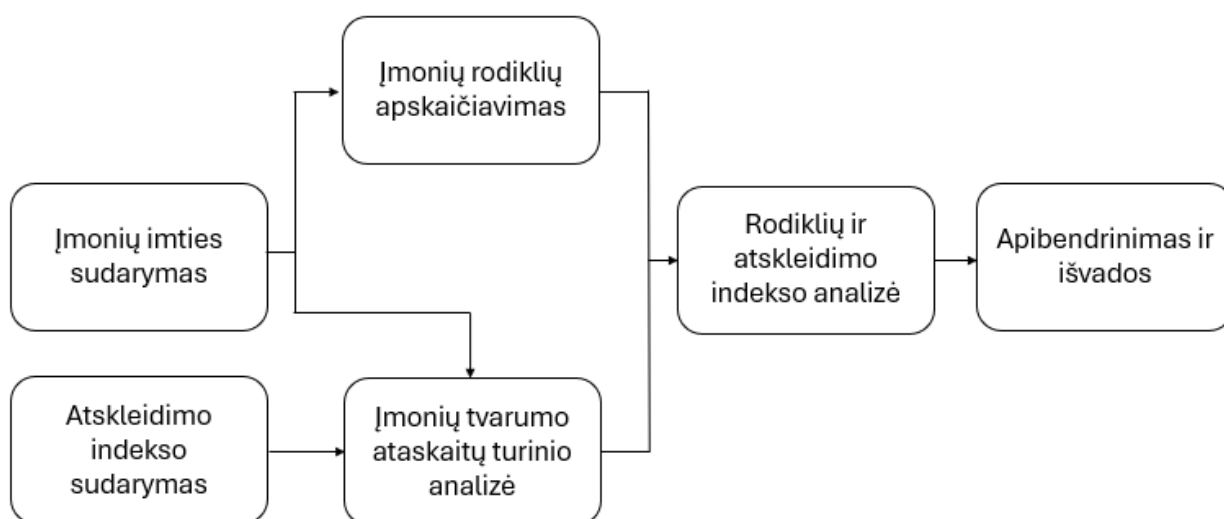 Įmonių rodiklių
apskaičiavimas
Įmonių imties
sudarymas
Rodiklių ir
atskleidimo
indekso analizė
Apibendrinimas ir
išvados
Atskleidimo
indekso
sudarymas
Įmonių tvarumo
ataskaitų turinio
analizė